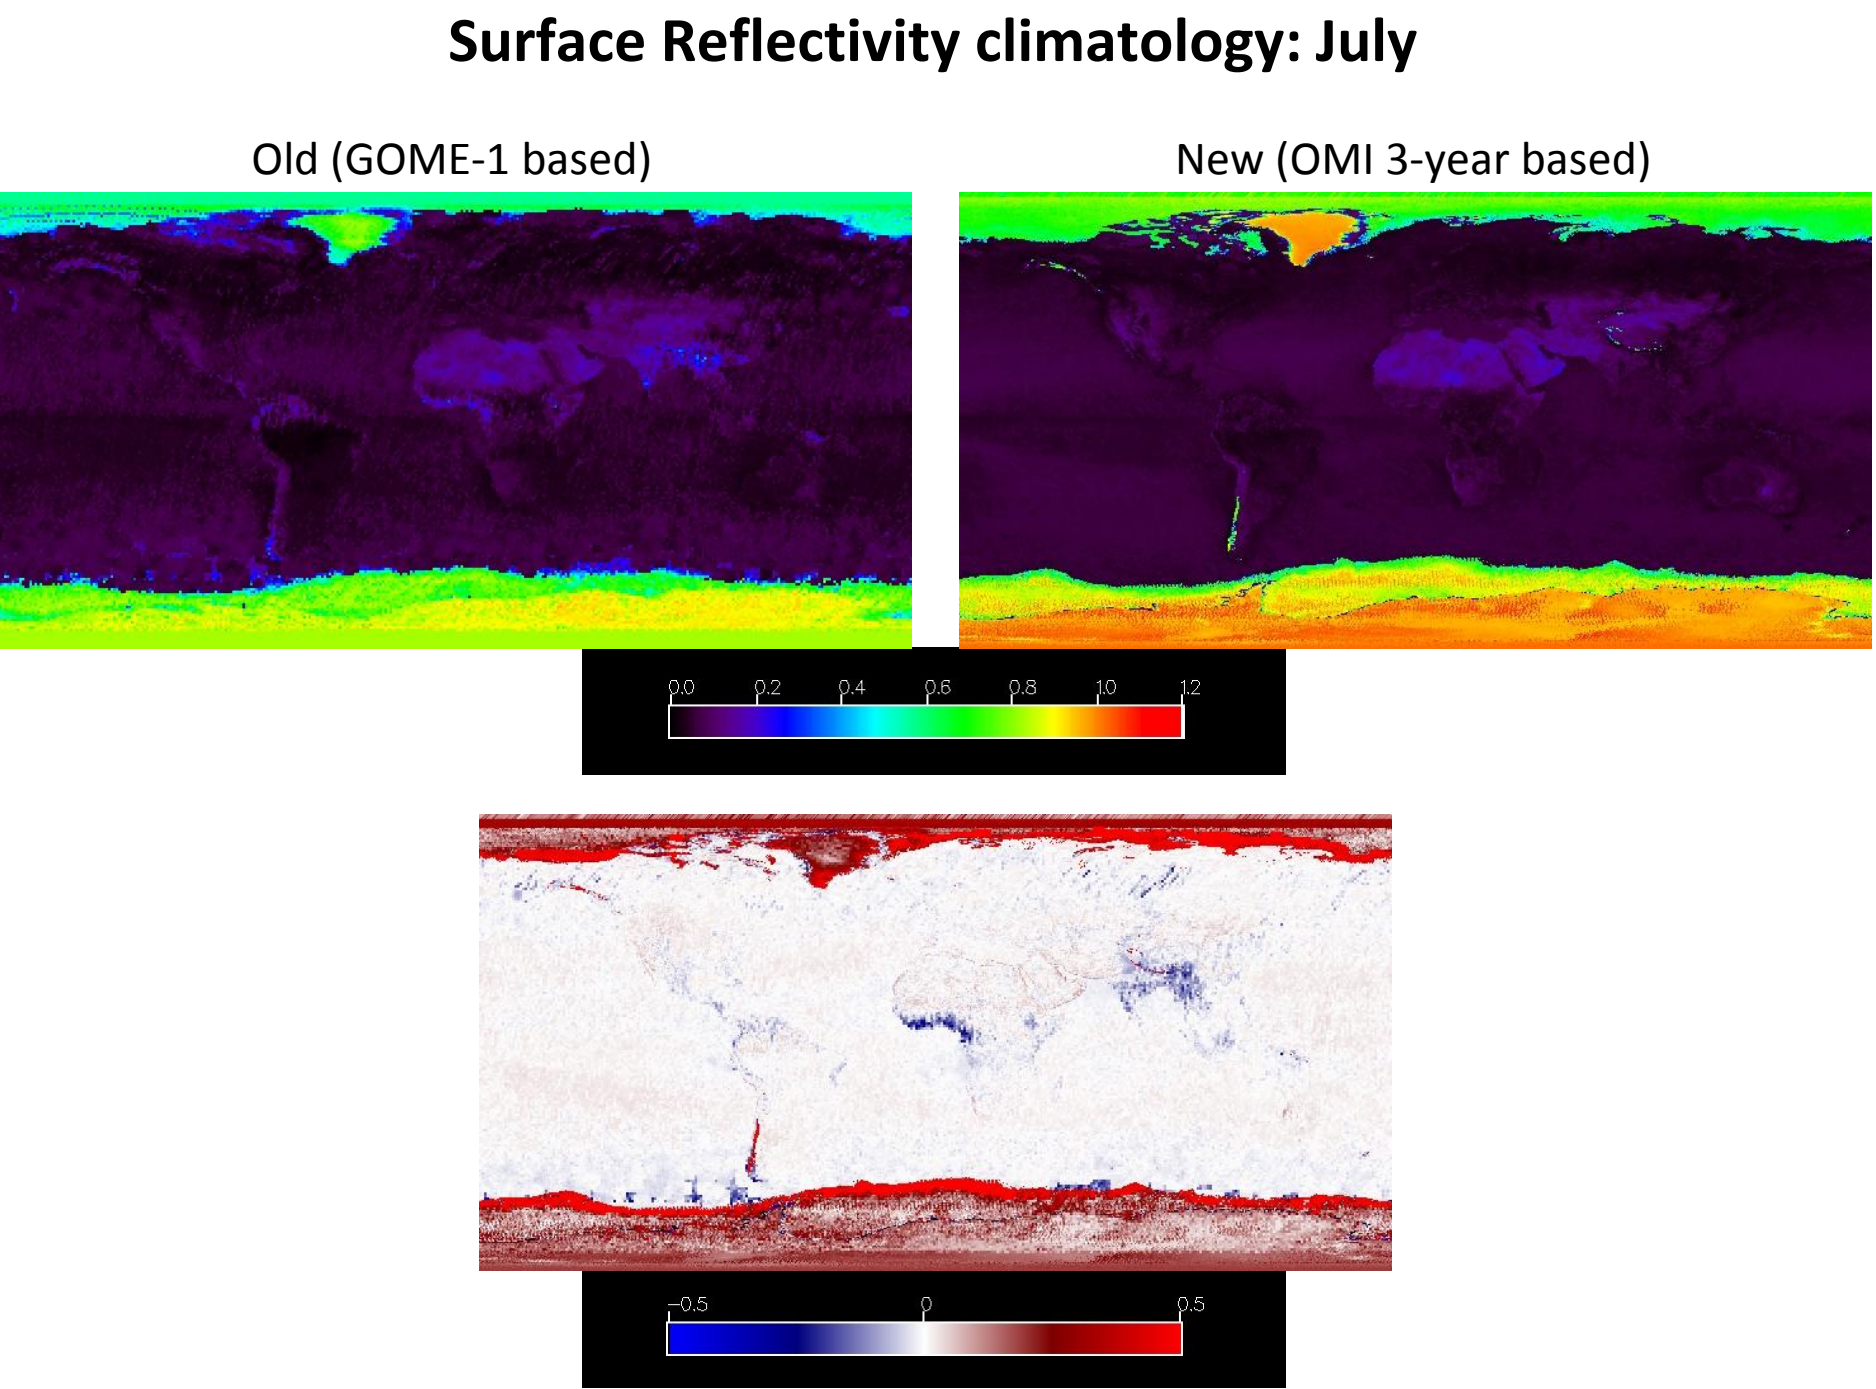 Surface Reflectivity climatology: July
Old (GOME-1 based)
New (OMI 3-year based)
0.0 0.2 0.4 0.6 0.8 1.0 1.2
−0.5 0 0.5